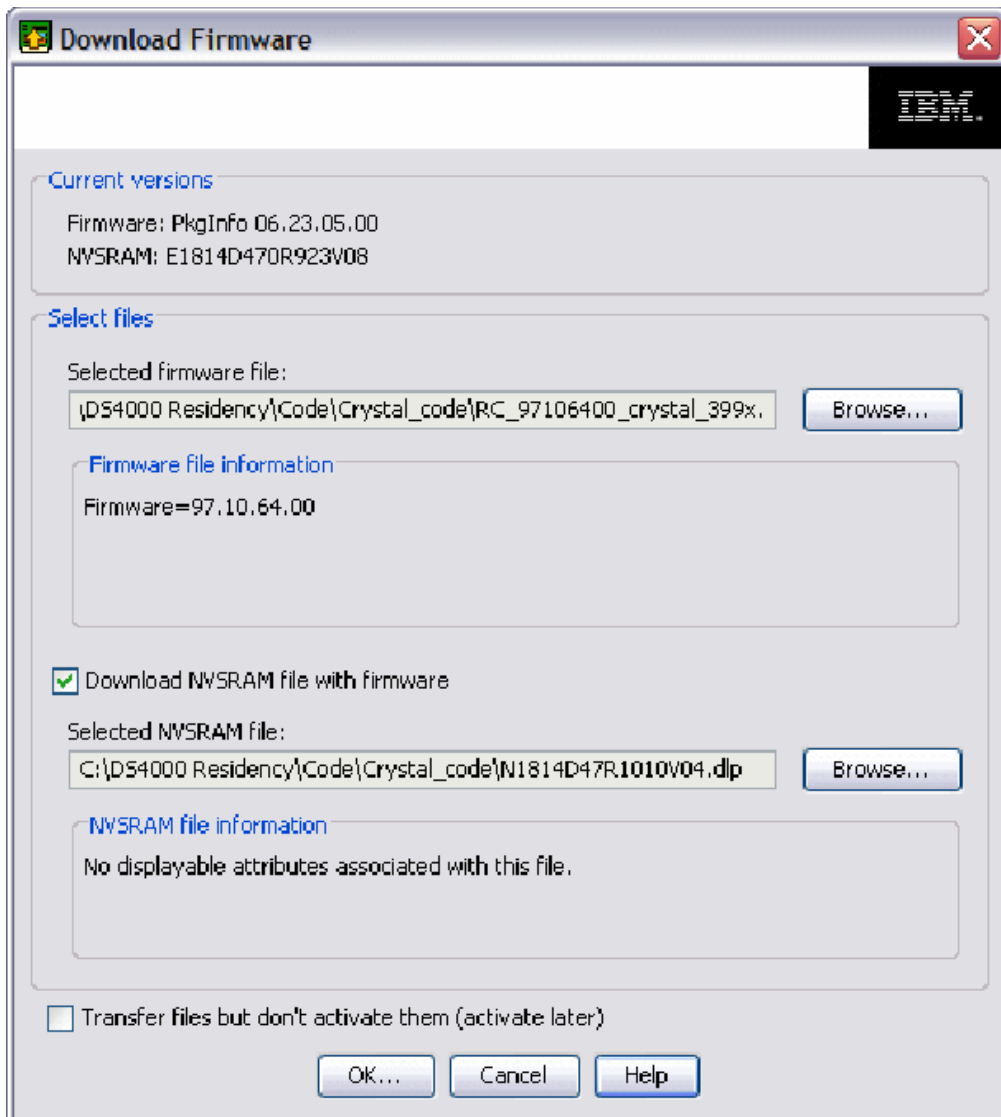 Download Firmware
IBM.
Current versions
Firmware: PkgInfo 06.23.05.00
NVSRAM: E1814D470R923V08
Select files
Selected firmware file:
\DS4000 Residency\Code\Crystal_code\RC_97106400_crystal_399x.
Browse...
Firmware file information
Firmware=97.10.64.00
Download NVSRAM file with firmware
Selected NVSRAM file:
C:\DS4000 Residency\Code\Crystal_code\N1814D47R1010V04.dlp
Browse...
NVSRAM file information
No displayable attributes associated with this file.
Transfer files but don't activate them (activate later)
OK...
Cancel
Help